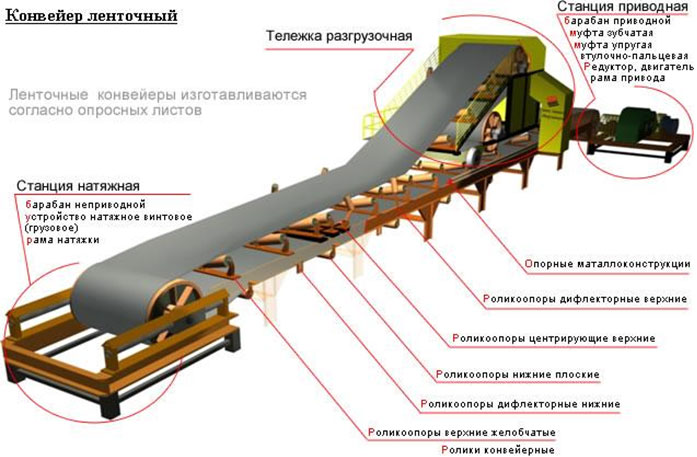 Конвейер ленточный
Ленточные конвейеры изготавливаются
согласно опросных листов
Тележка разгрузочная
Станция приводная
барабан приводной
муфта зубчатая
муфта упругая
втулочно-пальцевая
Редуктор, двигатель
рама привода
Станция натяжная
барабан неприводной
устройство натяжное винтовое
(грузовое)
рама натяжки
Опорные маталлоконструкции
Роликоопоры дифлекторные верхние
Роликоопоры центрирующие верхние
Роликоопоры нижние плоские
Роликоопоры дифлекторные нижние
Роликоопоры верхние желобчатые
Ролики конвейерные